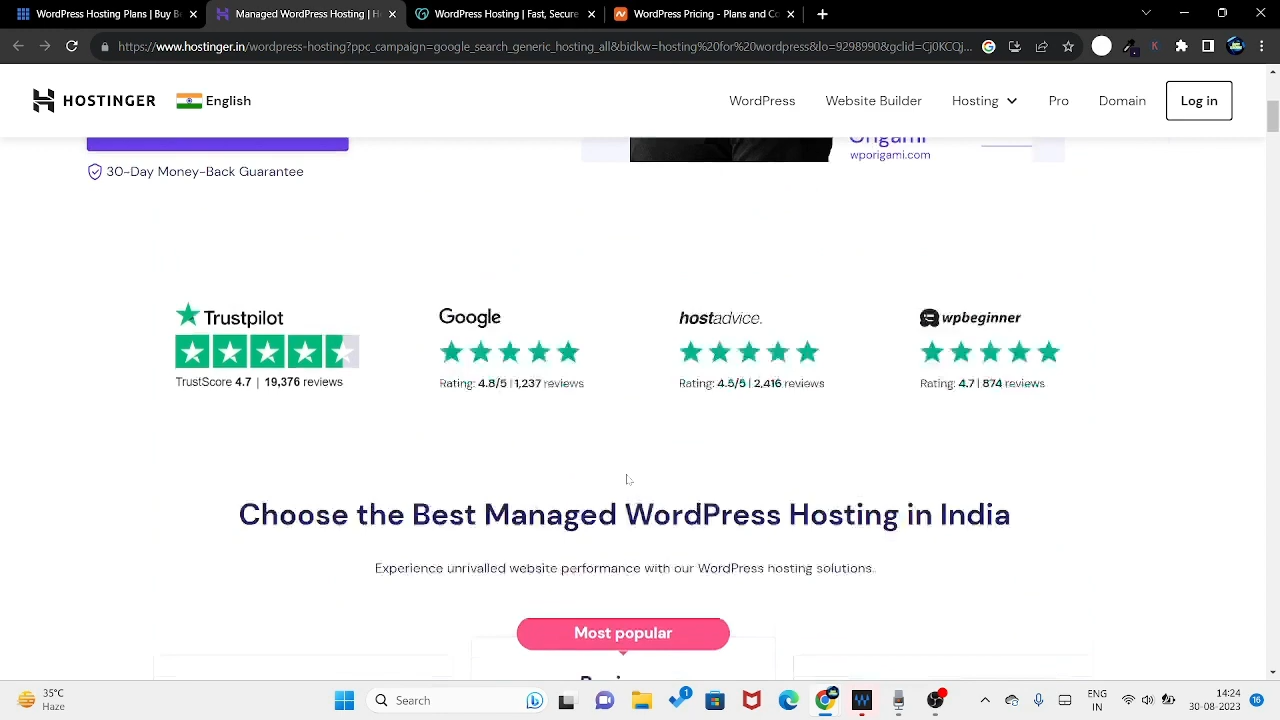 WordPress Hosting Plans | Buy B
Managed WordPress Hosting | H
WordPress Hosting | Fast, Secure
WordPress Pricing - Plans and Co
https://www.hostinger.in/wordpress-hosting?ppc_campaign=google_search_generic_hosting_all&bidkw=hosting%20for%20wordpress&lo=9298990&gclid=Cj0KCQj...
HOSTINGER
English
WordPress
Website Builder
Hosting
Pro
Domain
Log in
Origami
wporigami.com
30-Day Money-Back Guarantee
Trustpilot
TrustScore 4.7 | 19,376 reviews
Google
Rating: 4.8/5 | 1,237 reviews
hostadvice.
Rating: 4.5/5 | 2,416 reviews
wpbeginner
Rating: 4.7 | 874 reviews
Choose the Best Managed WordPress Hosting in India
Experience unrivalled website performance with our WordPress hosting solutions.
Most popular
35°C
Haze
Search
1
ENG
IN
14:24
30-08-2023
16